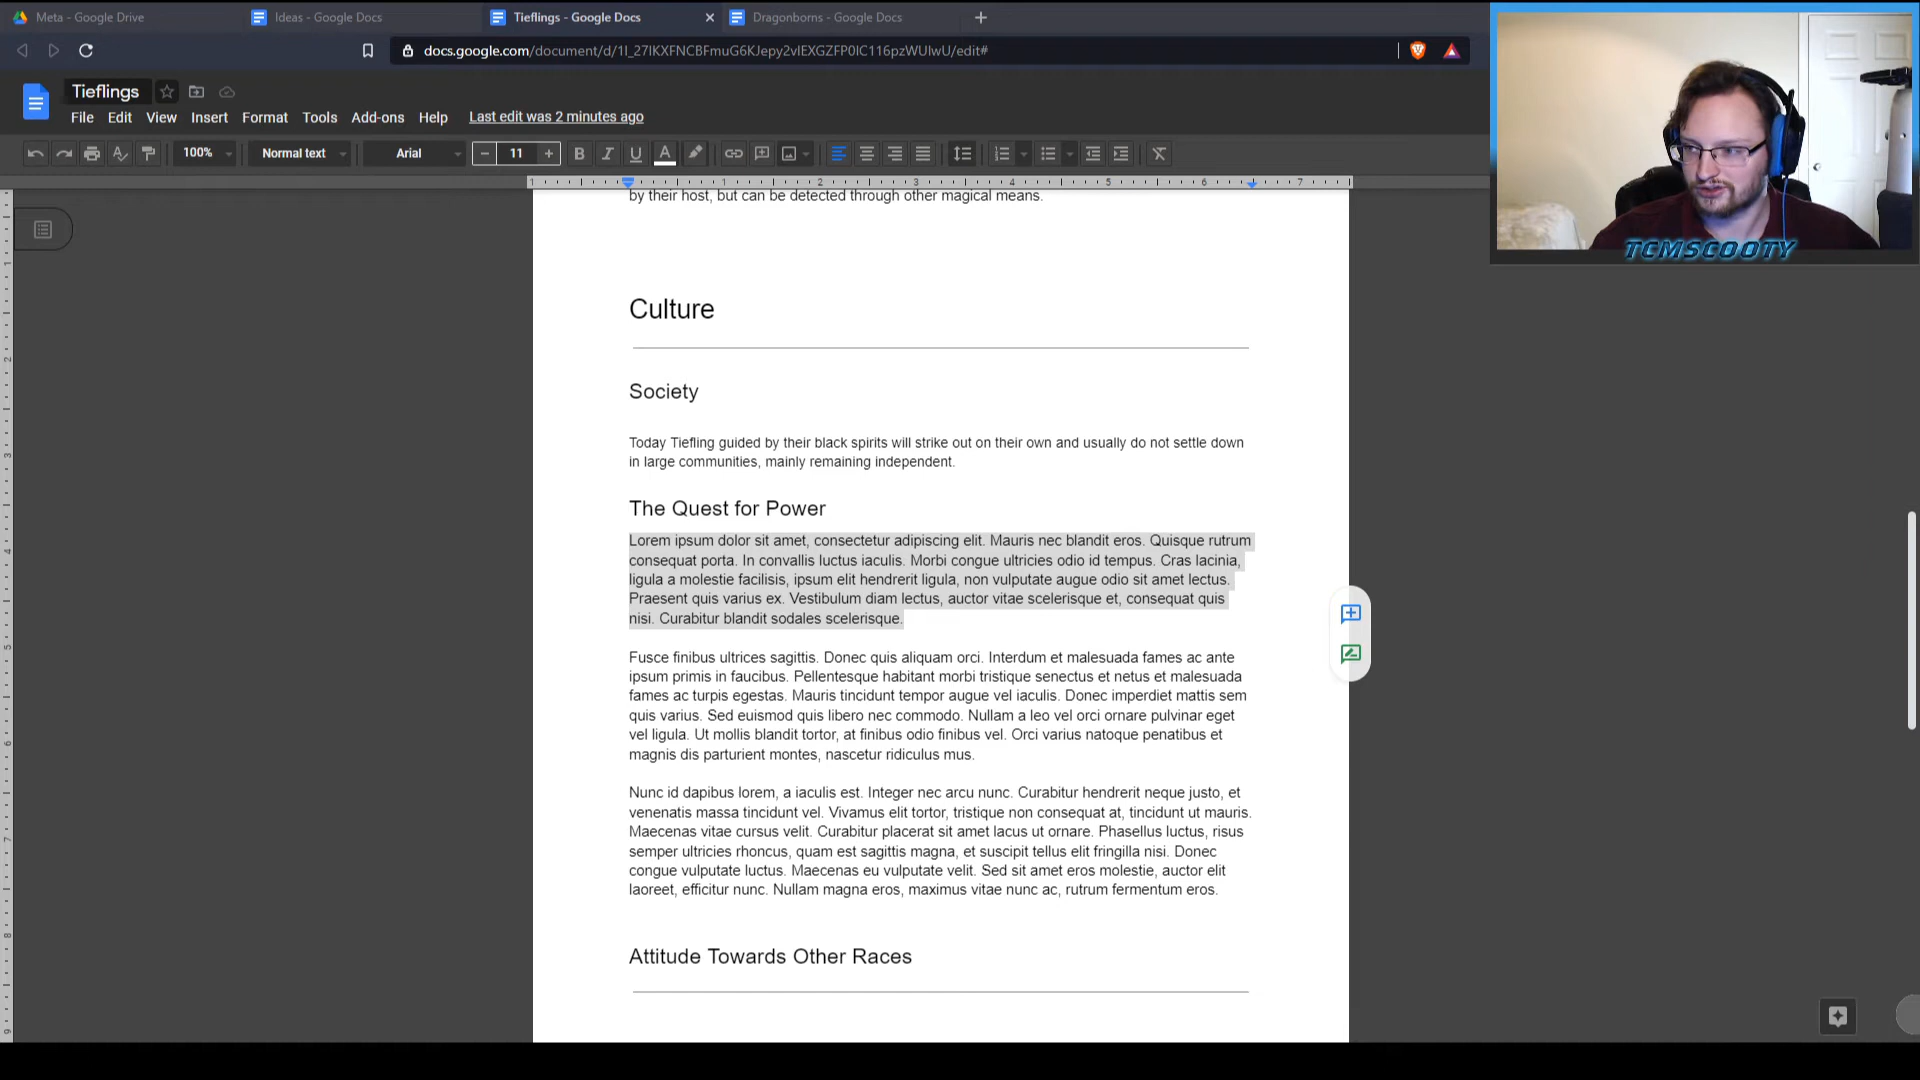 Meta - Google Drive
Ideas - Google Docs
Tieflings - Google Docs
Dragonborns - Google Docs
docs.google.com/document/d/1I_27IKXFNCBFmuG6KJepy2vIEXGZFP0IC116pzWUIwU/edit#
Tieflings
File Edit View Insert Format Tools Add-ons Help Last edit was 2 minutes ago
100% Normal text Arial 11
by their host, but can be detected through other magical means.
TCMSCOOTY
Culture
Society
Today Tiefling guided by their black spirits will strike out on their own and usually do not settle down
in large communities, mainly remaining independent.
The Quest for Power
Lorem ipsum dolor sit amet, consectetur adipiscing elit. Mauris nec blandit eros. Quisque rutrum
consequat porta. In convallis luctus iaculis. Morbi congue ultricies odio id tempus. Cras lacinia,
ligula a molestie facilisis, ipsum elit hendrerit ligula, non vulputate augue odio sit amet lectus.
Praesent quis varius ex. Vestibulum diam lectus, auctor vitae scelerisque et, consequat quis
nisi. Curabitur blandit sodales scelerisque.
Fusce finibus ultrices sagittis. Donec quis aliquam orci. Interdum et malesuada fames ac ante
ipsum primis in faucibus. Pellentesque habitant morbi tristique senectus et netus et malesuada
fames ac turpis egestas. Mauris tincidunt tempor augue vel iaculis. Donec imperdiet mattis sem
quis varius. Sed euismod quis libero nec commodo. Nullam a leo vel orci ornare pulvinar eget
vel ligula. Ut mollis blandit tortor, at finibus odio finibus vel. Orci varius natoque penatibus et
magnis dis parturient montes, nascetur ridiculus mus.
Nunc id dapibus lorem, a iaculis est. Integer nec arcu nunc. Curabitur hendrerit neque justo, et
venenatis massa tincidunt vel. Vivamus elit tortor, tristique non consequat at, tincidunt ut mauris.
Maecenas vitae cursus velit. Curabitur placerat sit amet lacus ut ornare. Phasellus luctus, risus
semper ultricies rhoncus, quam est sagittis magna, et suscipit tellus elit fringilla nisi. Donec
congue vulputate luctus. Maecenas eu vulputate velit. Sed sit amet eros molestie, auctor elit
laoreet, efficitur nunc. Nullam magna eros, maximus vitae nunc ac, rutrum fermentum eros.
Attitude Towards Other Races